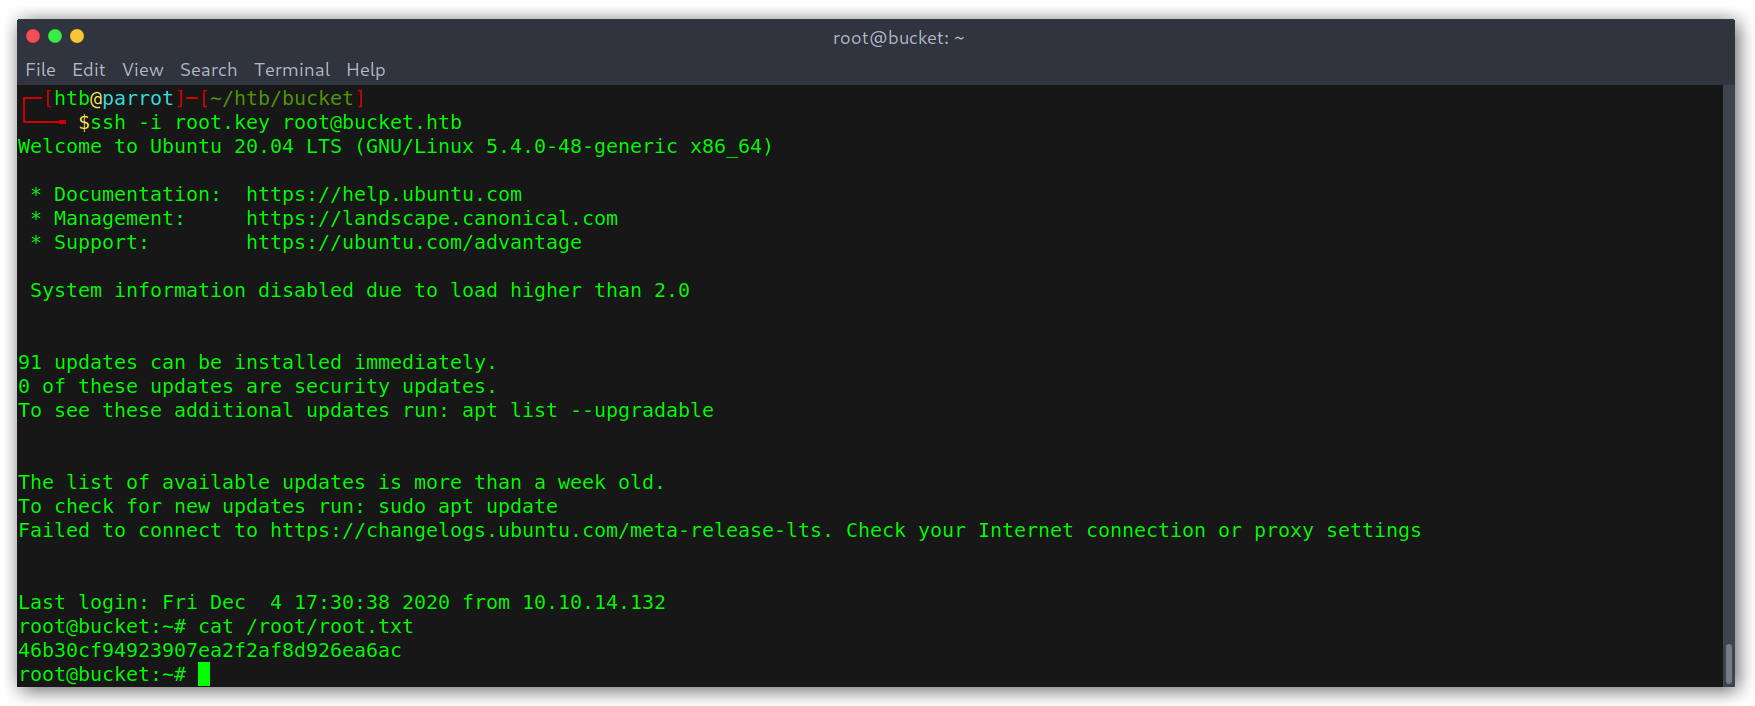 root@bucket: ~
File Edit View Search Terminal Help
┌─[htb@parrot]─[~/htb/bucket]
└──╼ $ssh -i root.key root@bucket.htb
Welcome to Ubuntu 20.04 LTS (GNU/Linux 5.4.0-48-generic x86_64)
* Documentation:  https://help.ubuntu.com
* Management:     https://landscape.canonical.com
* Support:        https://ubuntu.com/advantage
System information disabled due to load higher than 2.0
91 updates can be installed immediately.
0 of these updates are security updates.
To see these additional updates run: apt list --upgradable
The list of available updates is more than a week old.
To check for new updates run: sudo apt update
Failed to connect to https://changelogs.ubuntu.com/meta-release-lts. Check your Internet connection or proxy settings
Last login: Fri Dec  4 17:30:38 2020 from 10.10.14.132
root@bucket:~# cat /root/root.txt
46b30cf94923907ea2f2af8d926ea6ac
root@bucket:~#